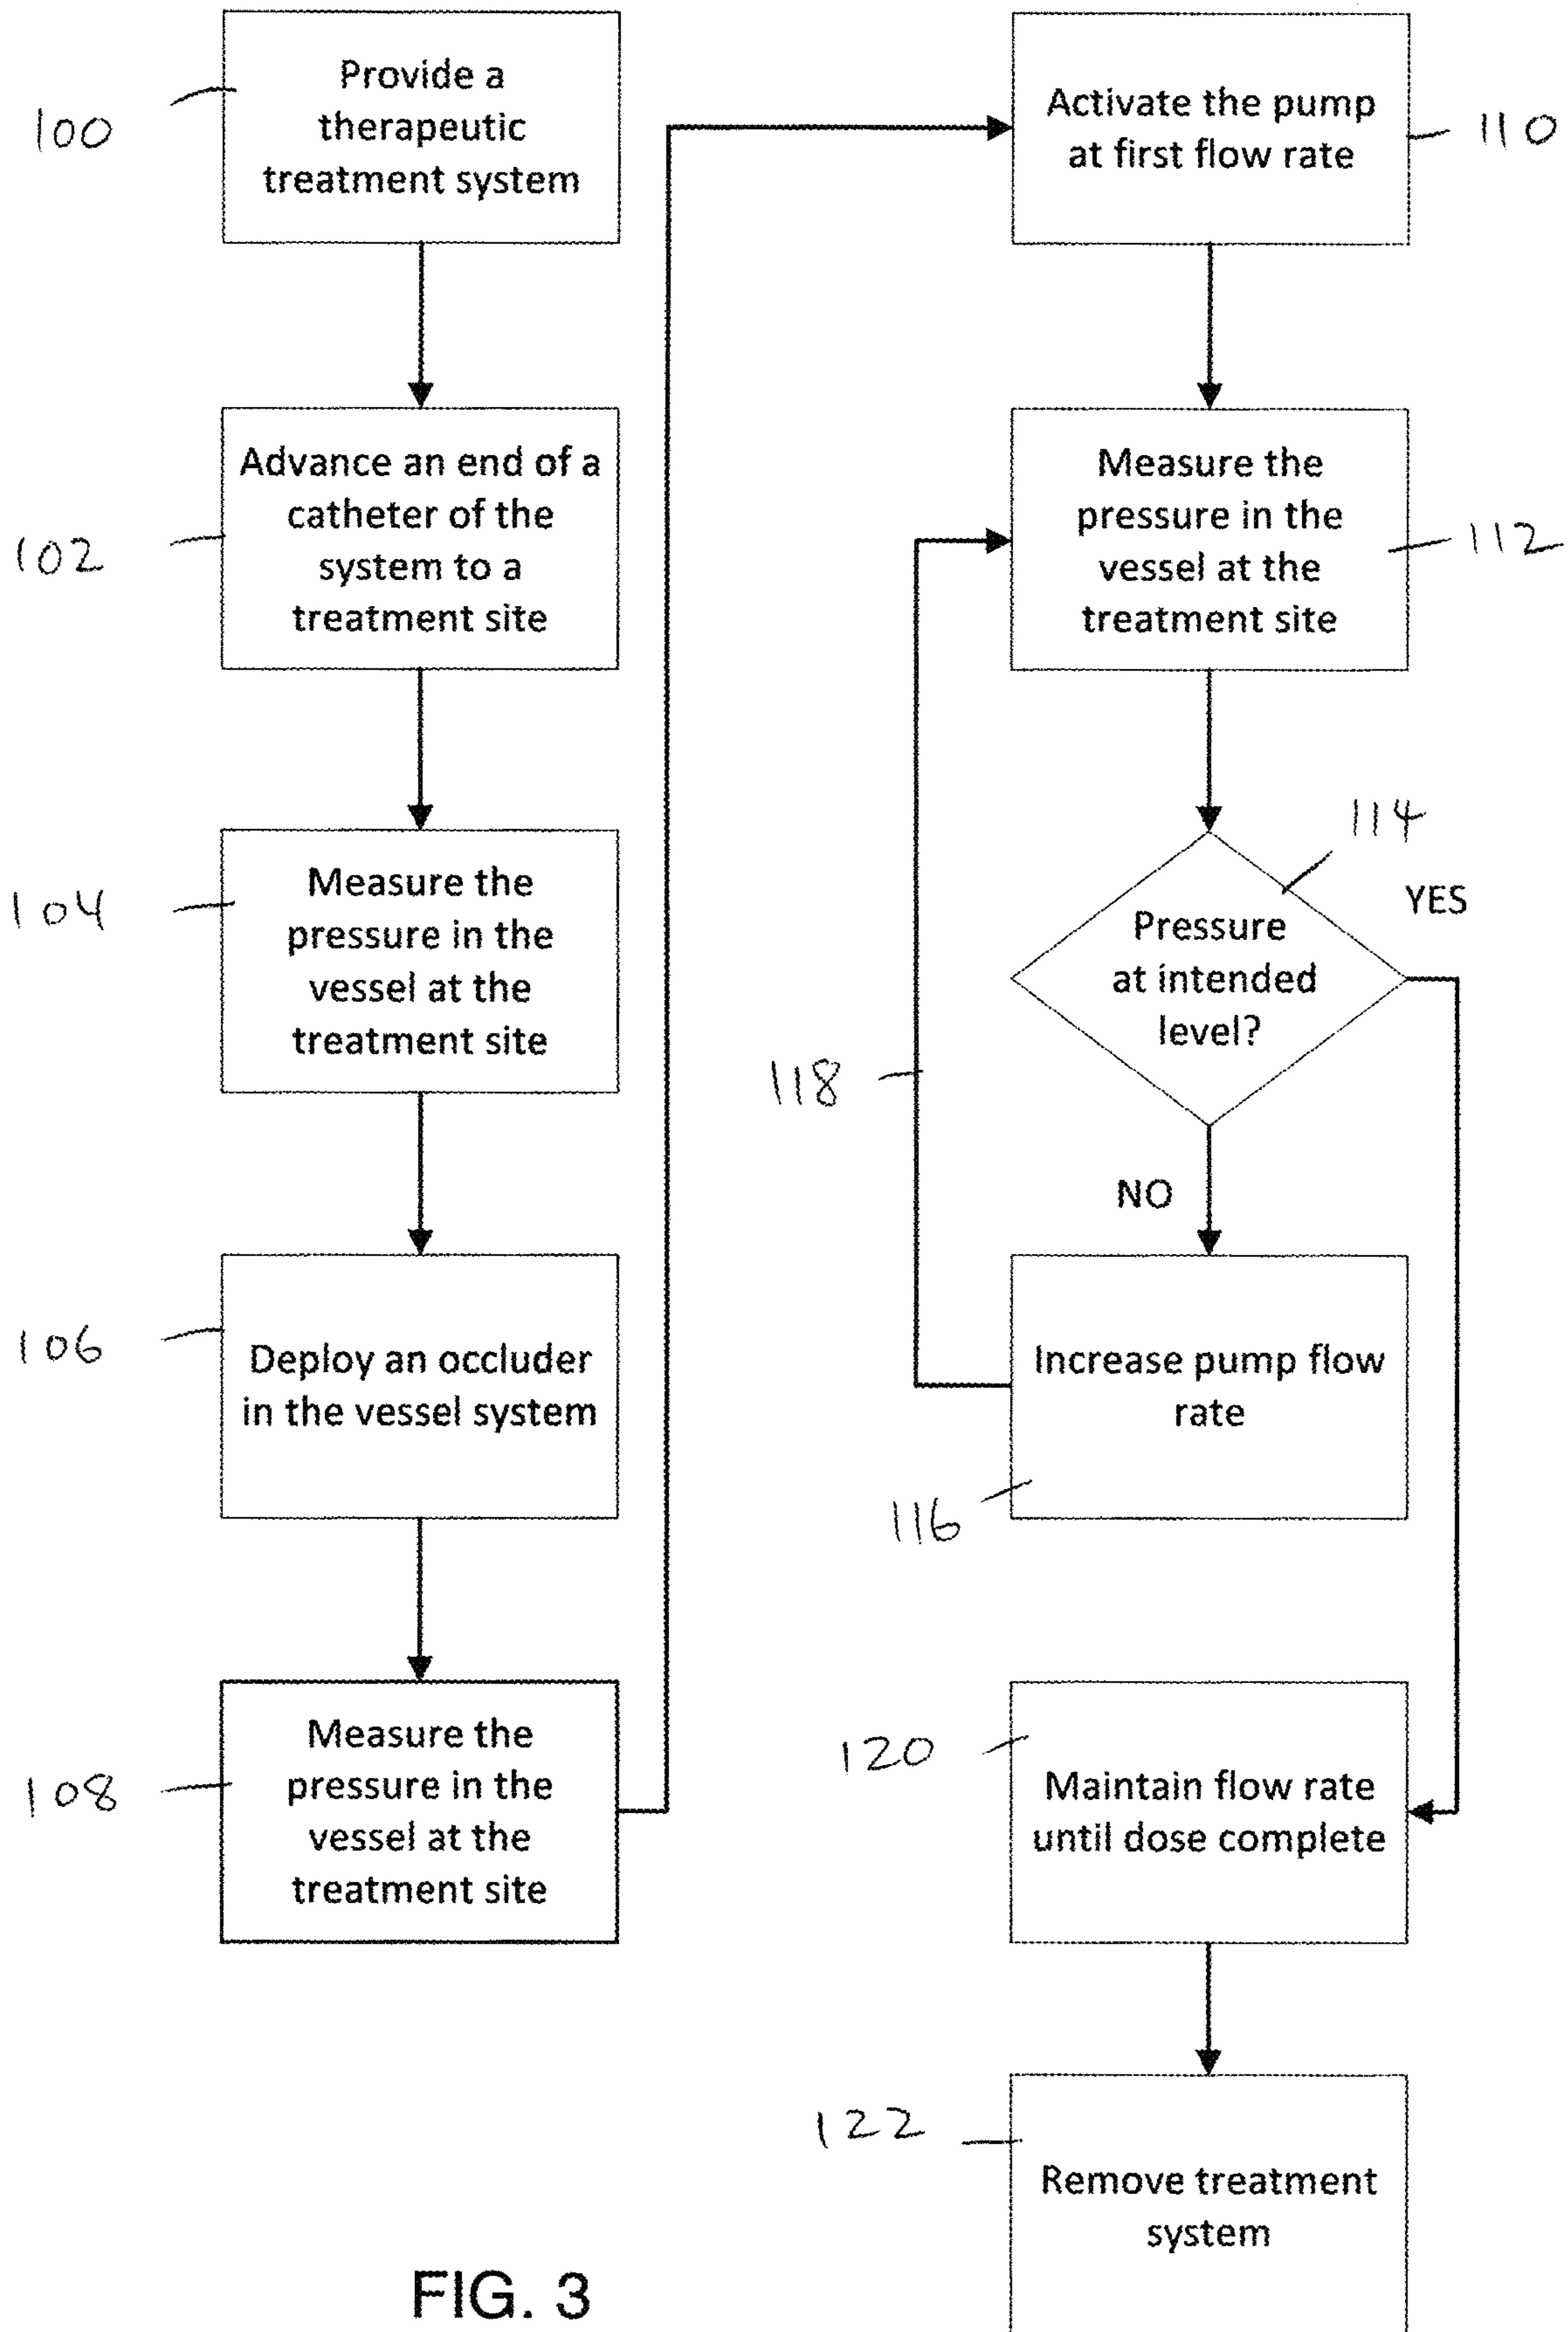 100
Provide a
therapeutic
treatment system
102
Advance an end of a
catheter of the
system to a
treatment site
104
Measure the
pressure in the
vessel at the
treatment site
106
Deploy an occluder
in the vessel system
108
Measure the
pressure in the
vessel at the
treatment site
Activate the pump
at first flow rate
110
Measure the
pressure in the
vessel at the
treatment site
112
114
Pressure
at intended
level?
YES
NO
118
Increase pump flow
rate
116
120
Maintain flow rate
until dose complete
122
Remove treatment
system
FIG. 3